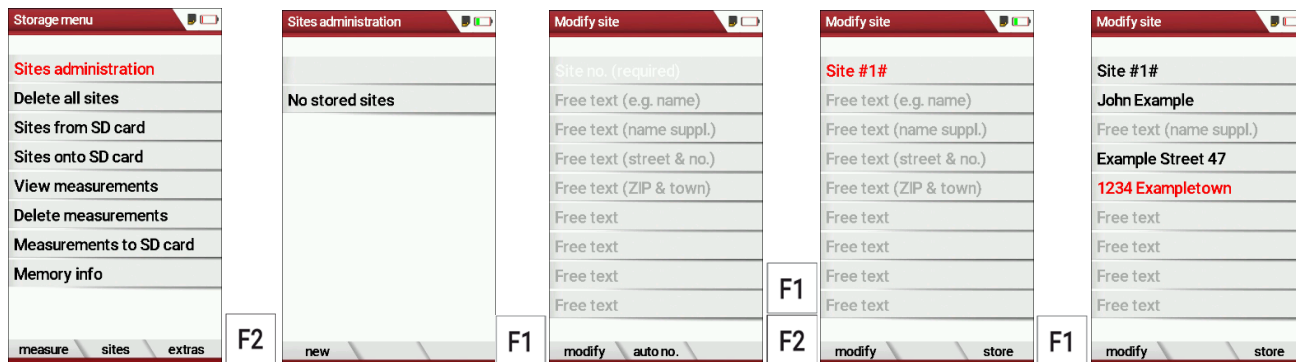 Storage menu
Sites administration
Delete all sites
Sites from SD card
Sites onto SD card
View measurements
Delete measurements
Measurements to SD card
Memory info
measure sites extras
F2
Sites administration
No stored sites
new
F1
Modify site
Site no. (required)
Free text (e.g. name)
Free text (name suppl.)
Free text (street & no.)
Free text (ZIP & town)
Free text
Free text
Free text
Free text
modify auto no.
F1
F2
Modify site
Site #1#
Free text (e.g. name)
Free text (name suppl.)
Free text (street & no.)
Free text (ZIP & town)
Free text
Free text
Free text
Free text
modify store
F1
Modify site
Site #1#
John Example
Free text (name suppl.)
Example Street 47
1234 Exampletown
Free text
Free text
Free text
Free text
modify store